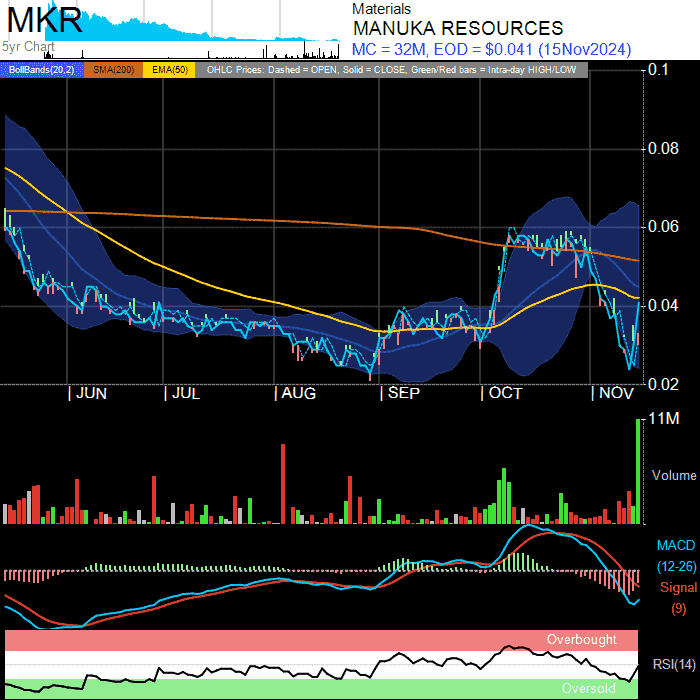 MKR
5yr Chart
Materials
MANUKA RESOURCES
MC = 32M, EOD = $0.041 (15Nov2024)
BollBands(20,2) SMA(200) EMA(50) OHLC Prices: Dashed = OPEN, Solid = CLOSE, Green/Red bars = Intra-day HIGH/LOW
0.1
0.08
0.06
0.04
0.02
JUN JUL AUG SEP OCT NOV
11M
Volume
MACD
(12-26)
Signal
(9)
Overbought
RSI(14)
Oversold